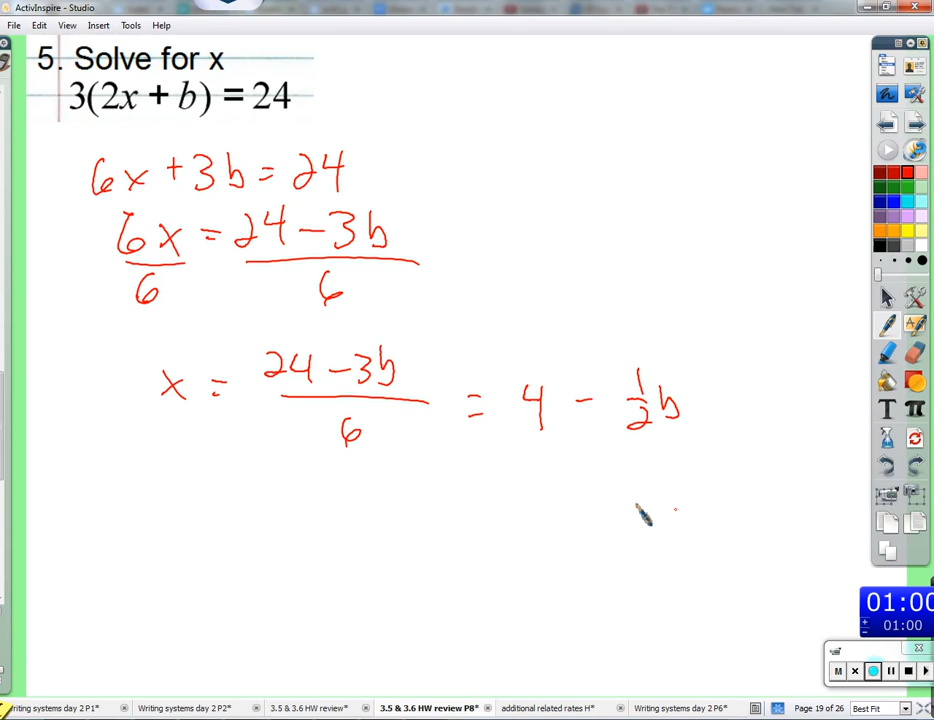 ActivInspire - Studio
File Edit View Insert Tools Help
5. Solve for x
3(2x + b) = 24
6x + 3b = 24
6x = 24 - 3b
6 6
x = 24 - 3b = 4 - 1/2 b
6
01:00
01:00
M
Writing systems day 2 P1* Writing systems day 2 P2* 3.5 & 3.6 HW review* 3.5 & 3.6 HW review P8* additional related rates H* Writing systems day 2 P6* Page 19 of 26 Best Fit